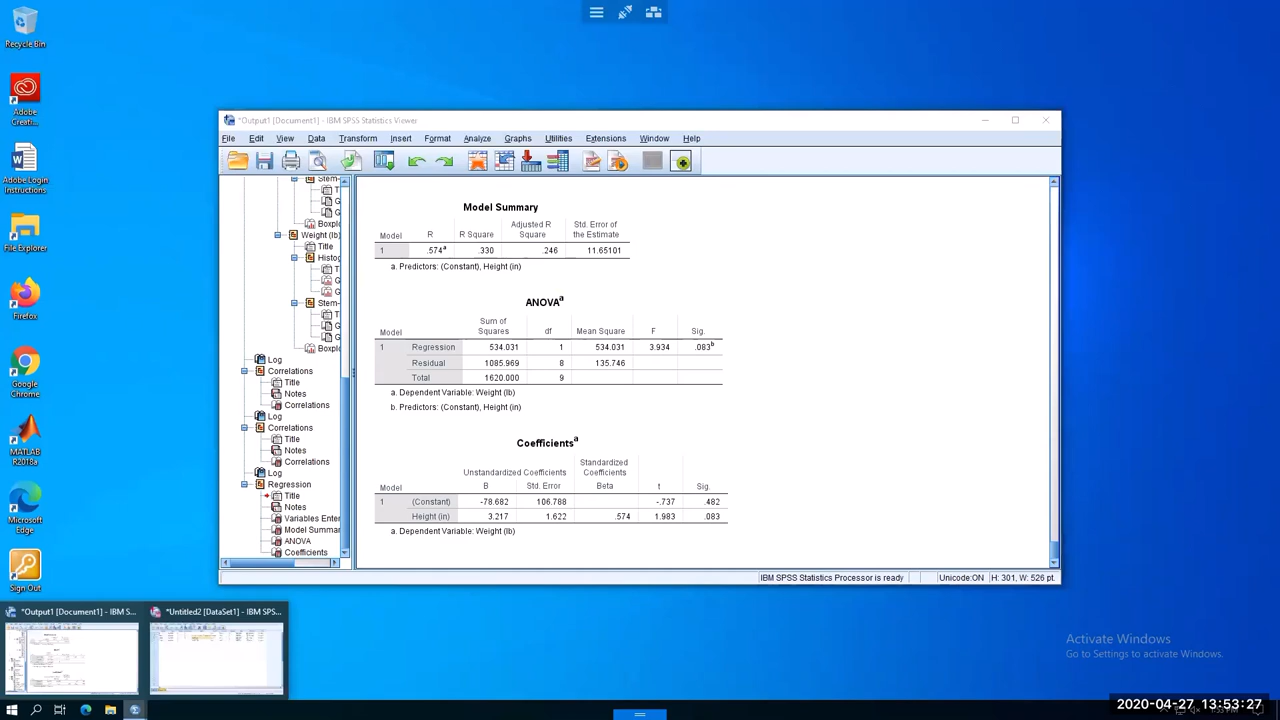 Recycle Bin
Adobe
Creati...
Adobe Login
Instructions
File Explorer
Firefox
Google
Chrome
MATLAB
R2018a
Microsoft
Edge
Sign Out
*Output1 [Document1] - IBM SPSS Statistics Viewer
File Edit View Data Transform Insert Format Analyze Graphs Utilities Extensions Window Help
Stem-
T
G
G
Boxplo
Weight (lb)
Title
Histog
T
G
G
Stem-
T
G
G
Boxplo
Log
Correlations
Title
Notes
Correlations
Log
Correlations
Title
Notes
Correlations
Log
Regression
Title
Notes
Variables Enter
Model Summar
ANOVA
Coefficients
Model Summary
Model R R Square Adjusted R Square Std. Error of the Estimate
1 .574a .330 .246 11.65101
a. Predictors: (Constant), Height (in)
ANOVAa
Model Sum of Squares df Mean Square F Sig.
1 Regression 534.031 1 534.031 3.934 .083b
Residual 1085.969 8 135.746
Total 1620.000 9
a. Dependent Variable: Weight (lb)
b. Predictors: (Constant), Height (in)
Coefficientsa
Unstandardized Coefficients Standardized Coefficients
Model B Std. Error Beta t Sig.
1 (Constant) -78.682 106.788 -.737 .482
Height (in) 3.217 1.622 .574 1.983 .083
a. Dependent Variable: Weight (lb)
IBM SPSS Statistics Processor is ready Unicode:ON H: 301, W: 526 pt.
*Output1 [Document1] - IBM S...
*Untitled2 [DataSet1] - IBM SPS...
Activate Windows
Go to Settings to activate Windows.
2020-04-27 13:53:27